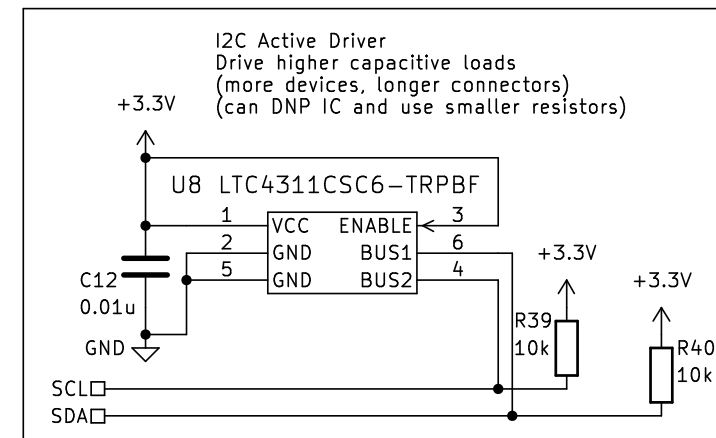 I2C Active Driver
Drive higher capacitive loads
(more devices, longer connectors)
(can DNP IC and use smaller resistors)
+3.3V
U8 LTC4311CSC6-TRPBF
1 VCC ENABLE 3
2 GND BUS1 6
5 GND BUS2 4
+3.3V
+3.3V
C12
0.01u
GND
R39
10k
R40
10k
SCL
SDA